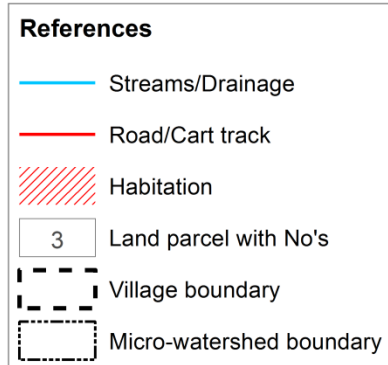 References
Streams/Drainage
Road/Cart track
Habitation
3 Land parcel with No's
Village boundary
Micro-watershed boundary